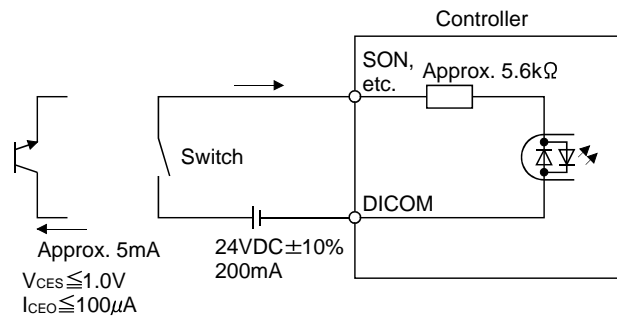 Controller
SON,
etc.
Approx. 5.6kΩ
Switch
DICOM
Approx. 5mA
24VDC±10%
200mA
VCES≦1.0V
ICEO≦100μA